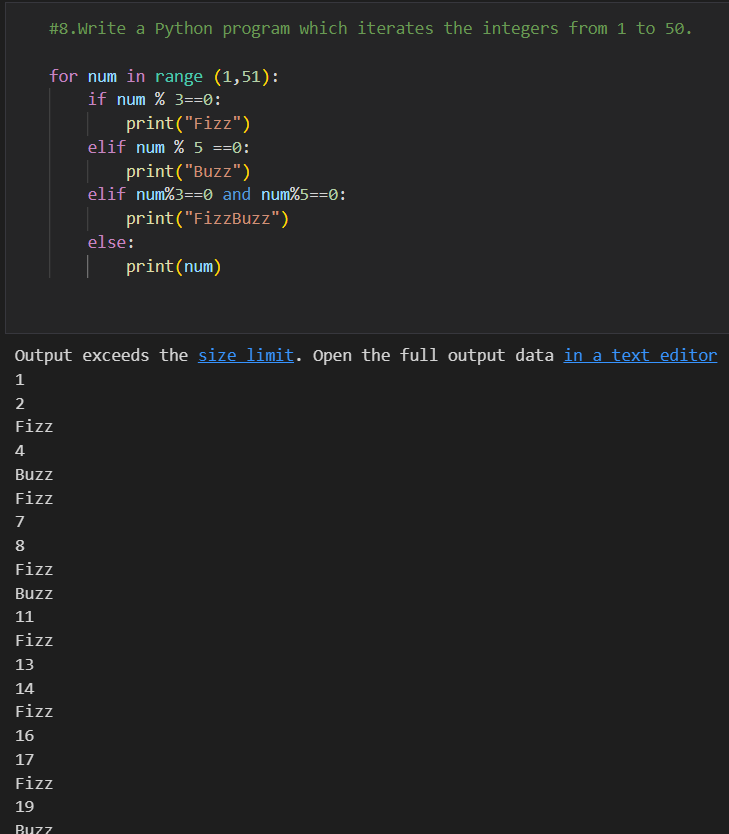 #8.Write a Python program which iterates the integers from 1 to 50.
for num in range (1,51):
    if num % 3==0:
        print("Fizz")
    elif num % 5 ==0:
        print("Buzz")
    elif num%3==0 and num%5==0:
        print("FizzBuzz")
    else:
        print(num)
Output exceeds the size limit. Open the full output data in a text editor
1
2
Fizz
4
Buzz
Fizz
7
8
Fizz
Buzz
11
Fizz
13
14
Fizz
16
17
Fizz
19
Buzz